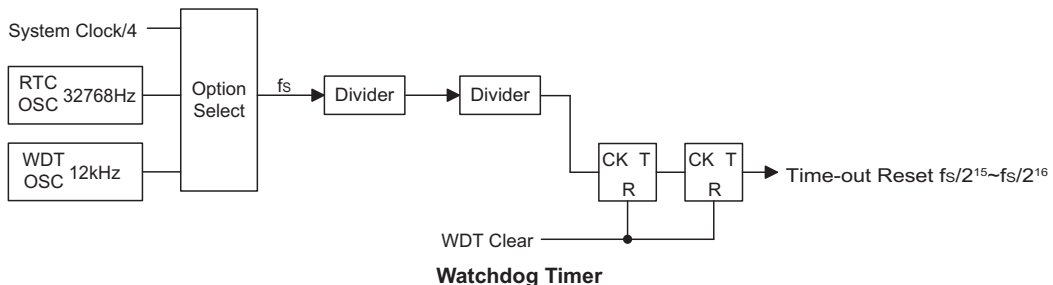 System Clock/4
RTC
OSC 32768Hz
WDT
OSC 12kHz
Option
Select
fS
Divider
Divider
CK T
R
CK T
R
Time-out Reset fS/2¹⁵~fS/2¹⁶
WDT Clear
Watchdog Timer